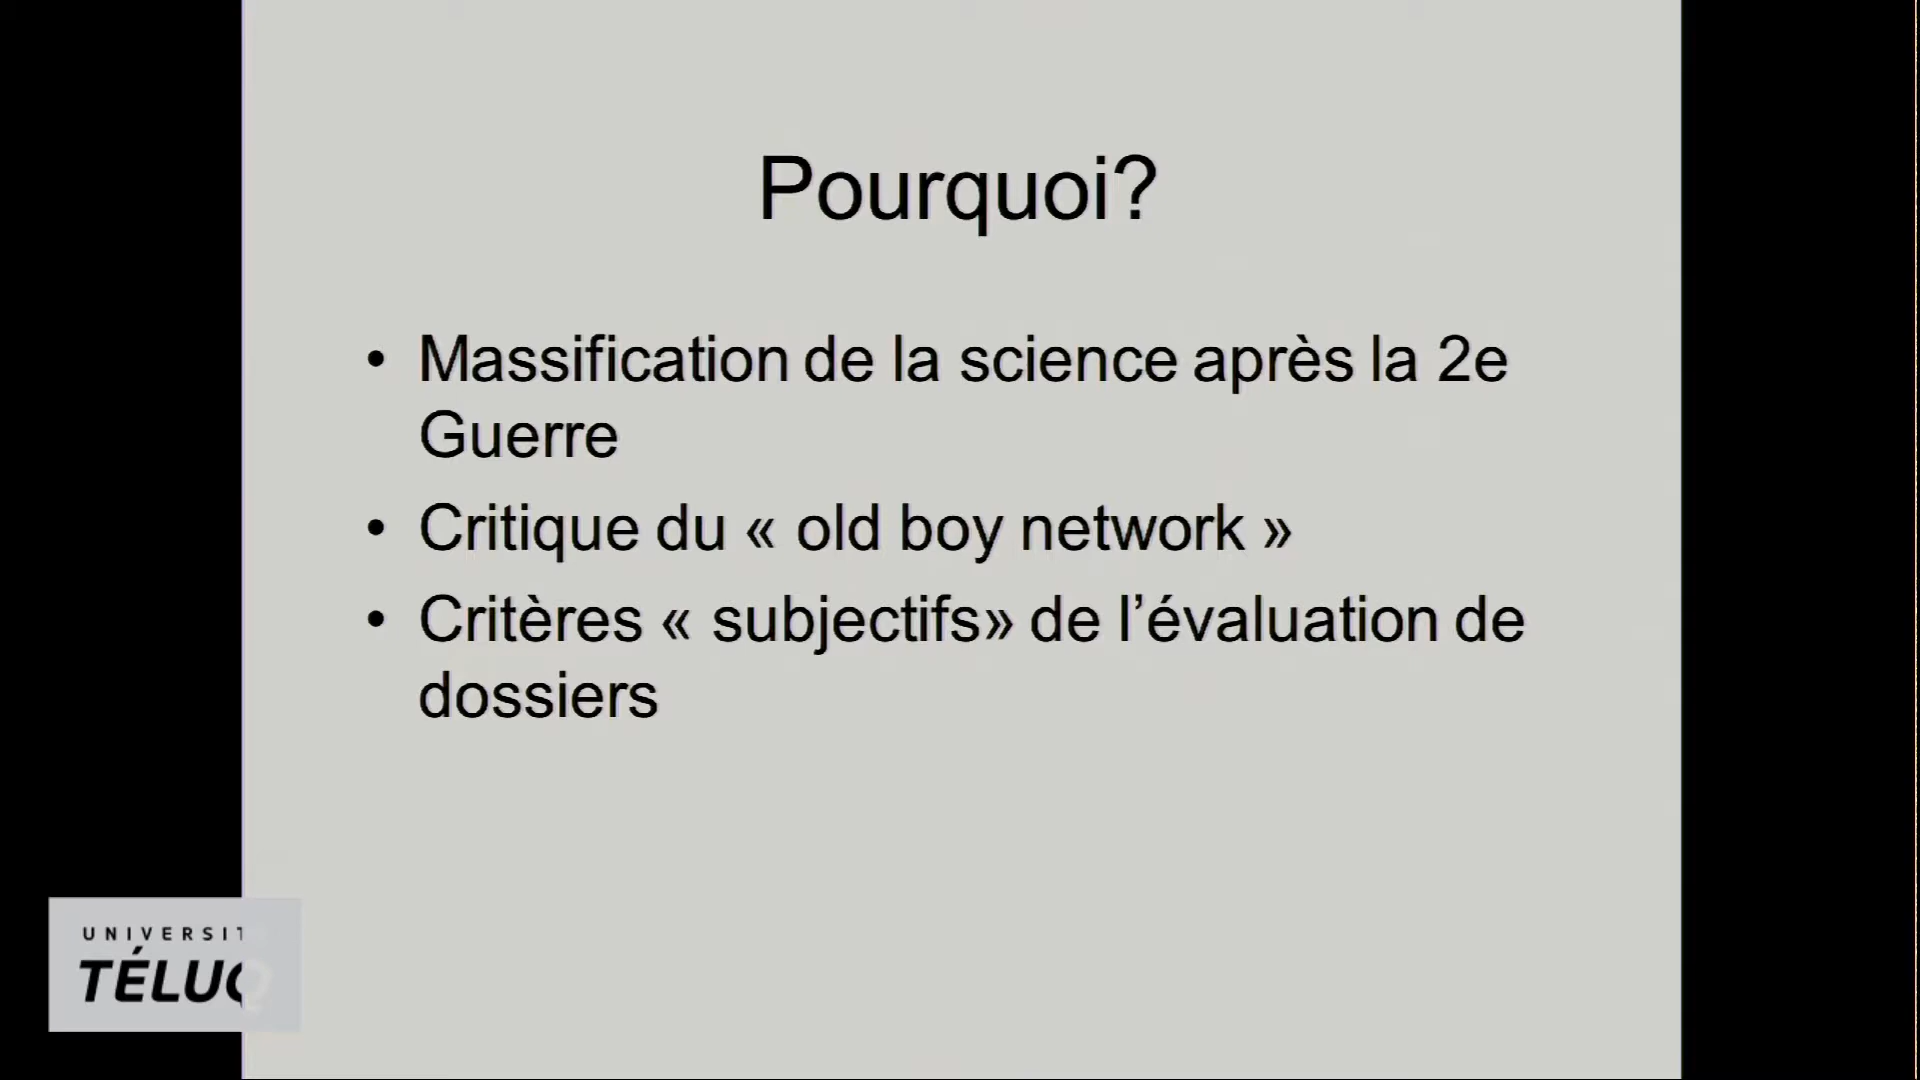 Pourquoi?
• Massification de la science après la 2e
Guerre
• Critique du « old boy network »
• Critères « subjectifs» de l’évaluation de
dossiers
UNIVERSIT
TÉLUQ